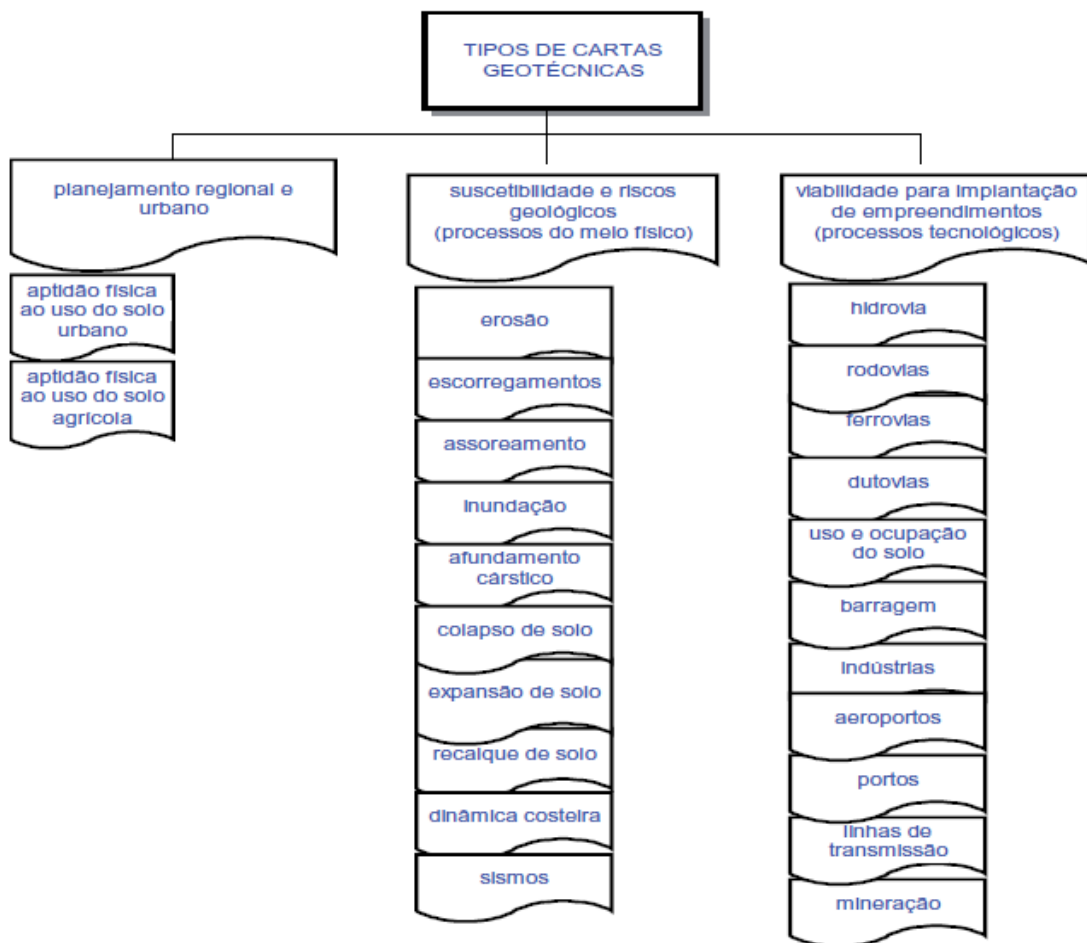 TIPOS DE CARTAS
GEOTÉCNICAS
planejamento regional e
urbano
aptidão física
ao uso do solo
urbano
aptidão física
ao uso do solo
agrícola
suscetibilidade e riscos
geológicos
(processos do meio físico)
erosão
escorregamentos
assoreamento
inundação
afundamento
cárstico
colapso de solo
expansão de solo
recalque de solo
dinâmica costeira
sismos
viabilidade para implantação
de empreendimentos
(processos tecnológicos)
hidrovia
rodovias
ferrovias
dutovias
uso e ocupação
do solo
barragem
indústrias
aeroportos
portos
linhas de
transmissão
mineração